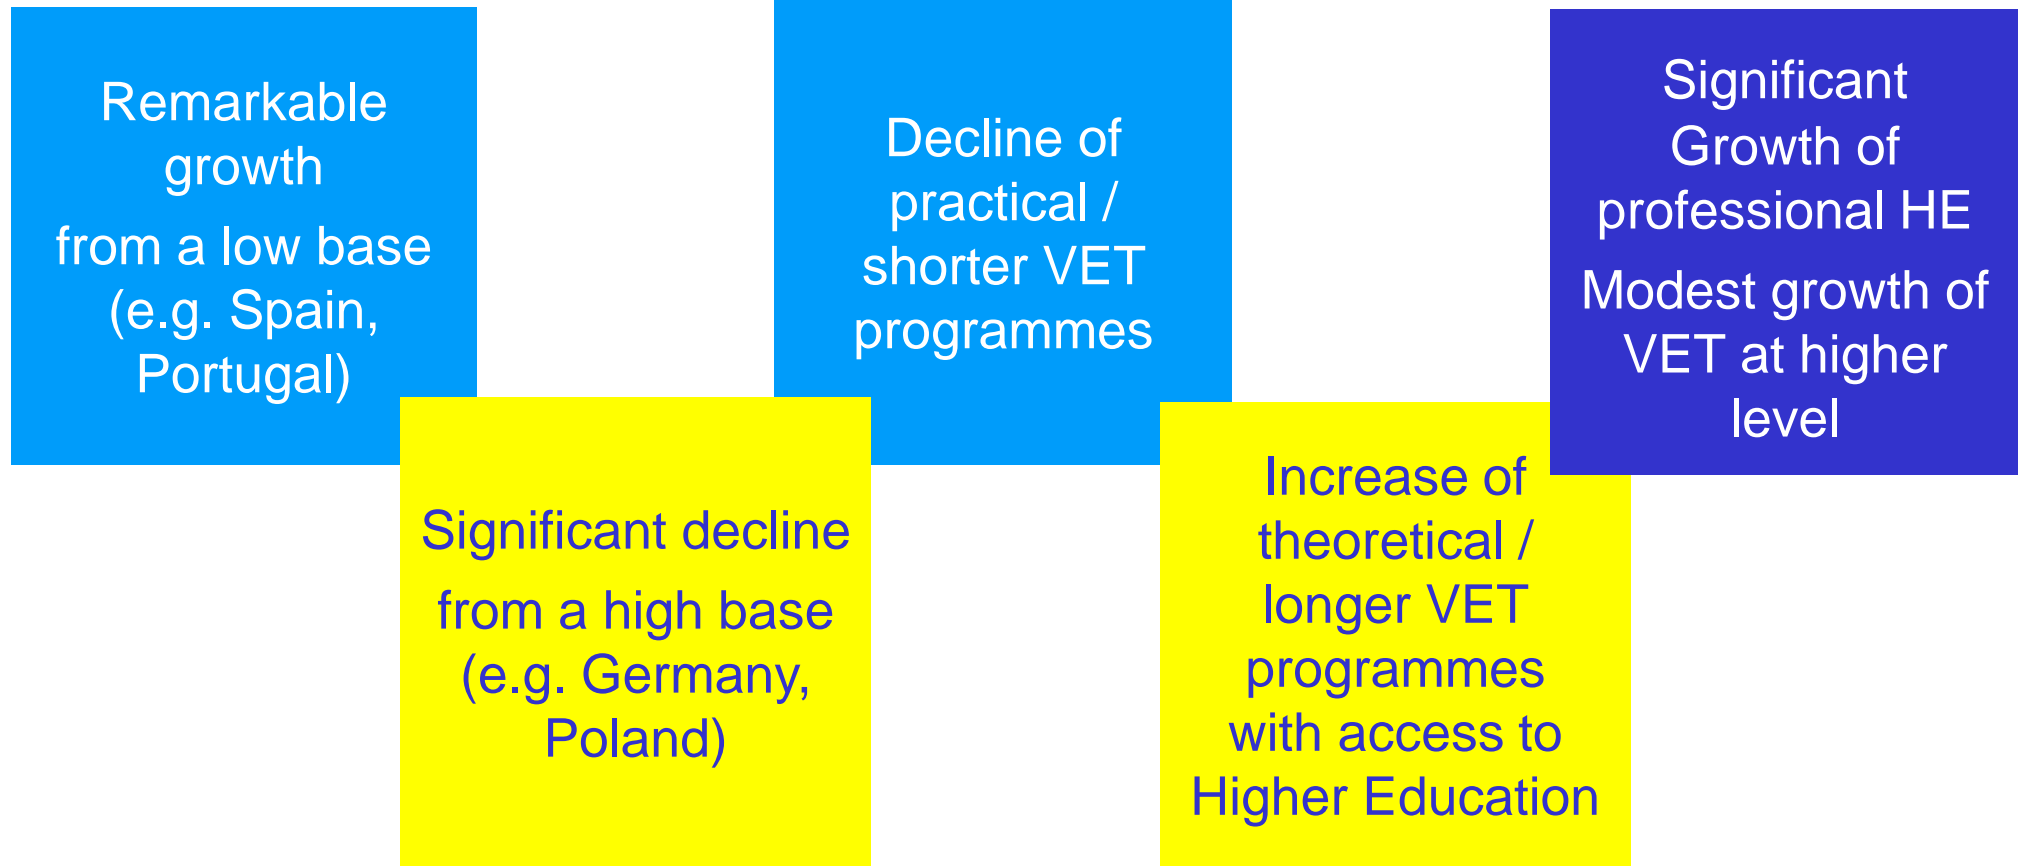 Remarkable
growth
from a low base
(e.g. Spain,
Portugal)
Significant decline
from a high base
(e.g. Germany,
Poland)
Decline of
practical /
shorter VET
programmes
Increase of
theoretical /
longer VET
programmes
with access to
Higher Education
Significant
Growth of
professional HE
Modest growth of
VET at higher
level